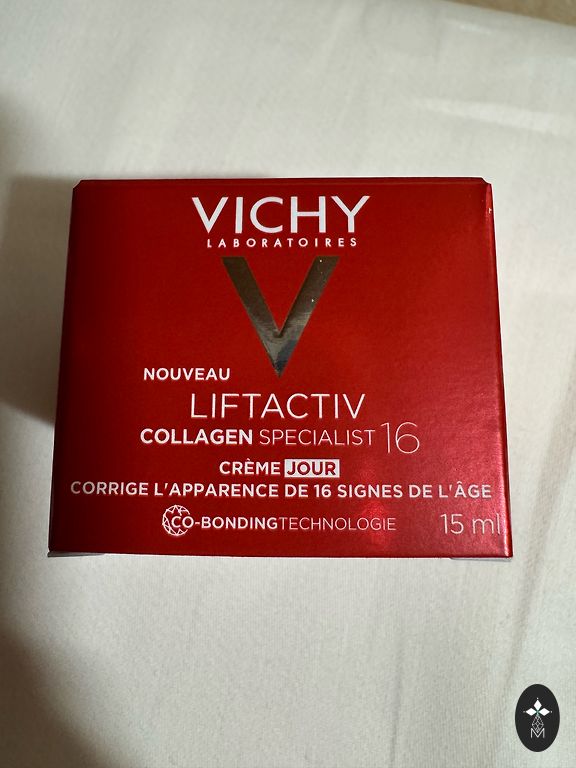 VICHY
LABORATOIRES
NOUVEAU
LIFTACTIV
COLLAGEN SPECIALIST 16
CRÈME JOUR
CORRIGE L'APPARENCE DE 16 SIGNES DE L'ÂGE
CO-BONDINGTECHNOLOGIE 15 ml
M